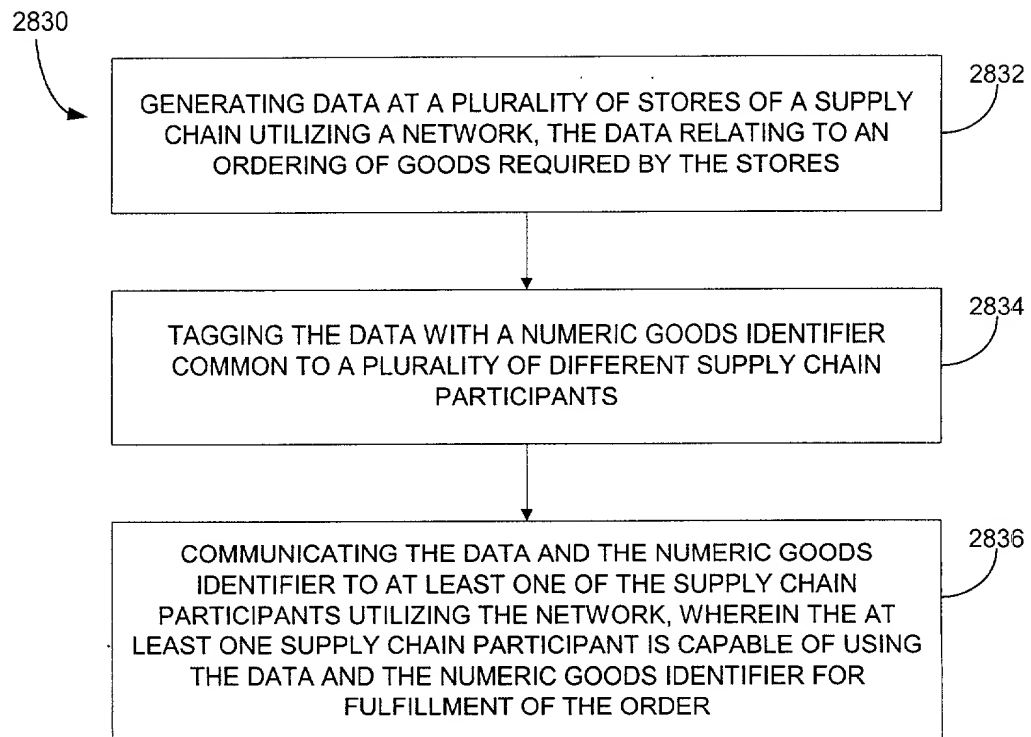 2830
2832
GENERATING DATA AT A PLURALITY OF STORES OF A SUPPLY
CHAIN UTILIZING A NETWORK, THE DATA RELATING TO AN
ORDERING OF GOODS REQUIRED BY THE STORES
2834
TAGGING THE DATA WITH A NUMERIC GOODS IDENTIFIER
COMMON TO A PLURALITY OF DIFFERENT SUPPLY CHAIN
PARTICIPANTS
2836
COMMUNICATING THE DATA AND THE NUMERIC GOODS
IDENTIFIER TO AT LEAST ONE OF THE SUPPLY CHAIN
PARTICIPANTS UTILIZING THE NETWORK, WHEREIN THE AT
LEAST ONE SUPPLY CHAIN PARTICIPANT IS CAPABLE OF USING
THE DATA AND THE NUMERIC GOODS IDENTIFIER FOR
FULFILLMENT OF THE ORDER